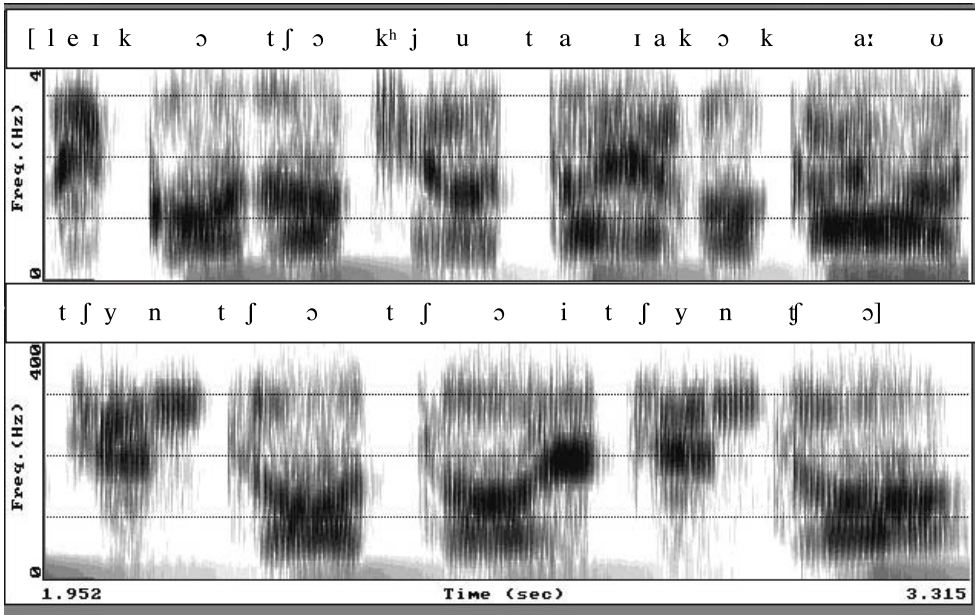 [ l e ɪ k ɔ t ʃ ɔ kʰ j u t a ɪ a k ɔ k aː ʊ
4
Freq.(Hz)
0
t ʃ y n t ʃ ɔ t ʃ ɔ i t ʃ y n ʧ ɔ]
400
Freq.(Hz)
0
1.952 Time (sec) 3.315